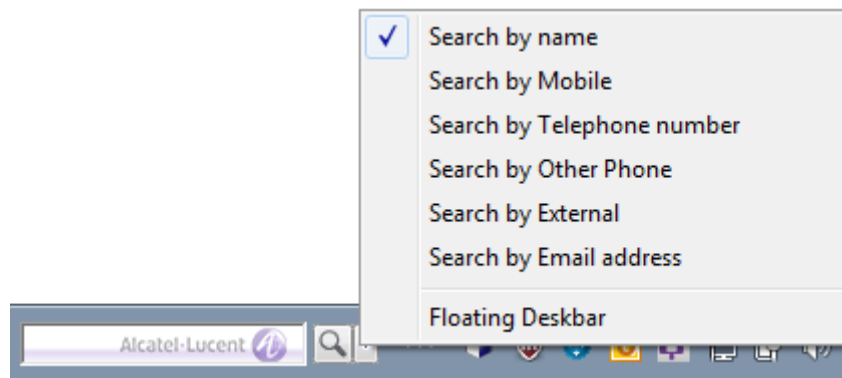 Search by name
Search by Mobile
Search by Telephone number
Search by Other Phone
Search by External
Search by Email address
Floating Deskbar
Alcatel·Lucent